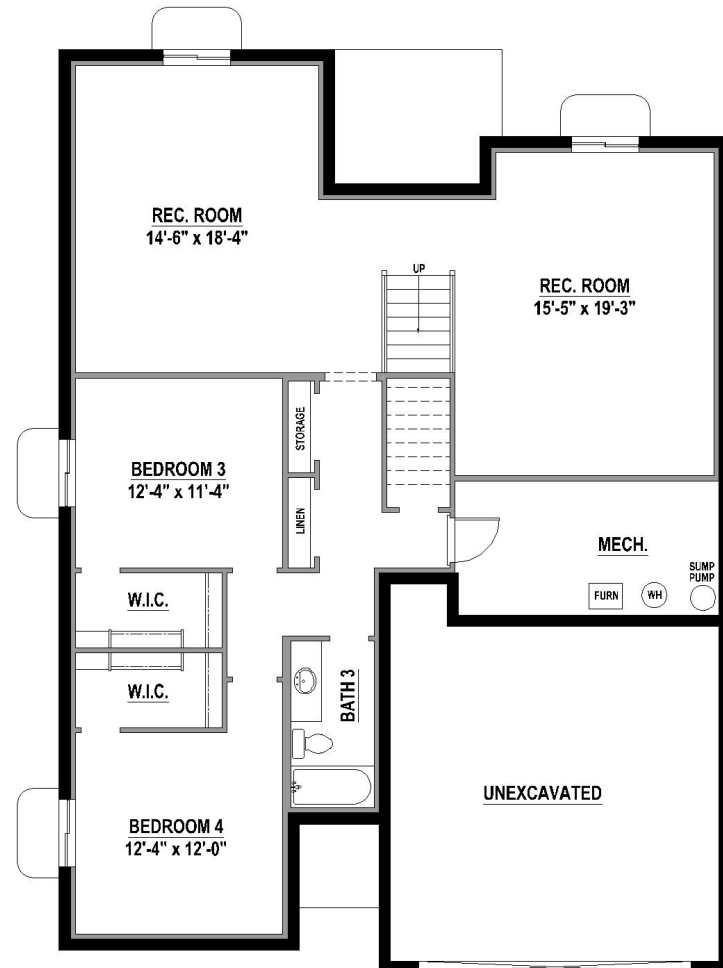 REC. ROOM
14'-6" x 18'-4"
UP
REC. ROOM
15'-5" x 19'-3"
STORAGE
BEDROOM 3
12'-4" x 11'-4"
LINEN
MECH.
SUMP
PUMP
FURN
WH
W.I.C.
W.I.C.
BATH 3
UNEXCAVATED
BEDROOM 4
12'-4" x 12'-0"